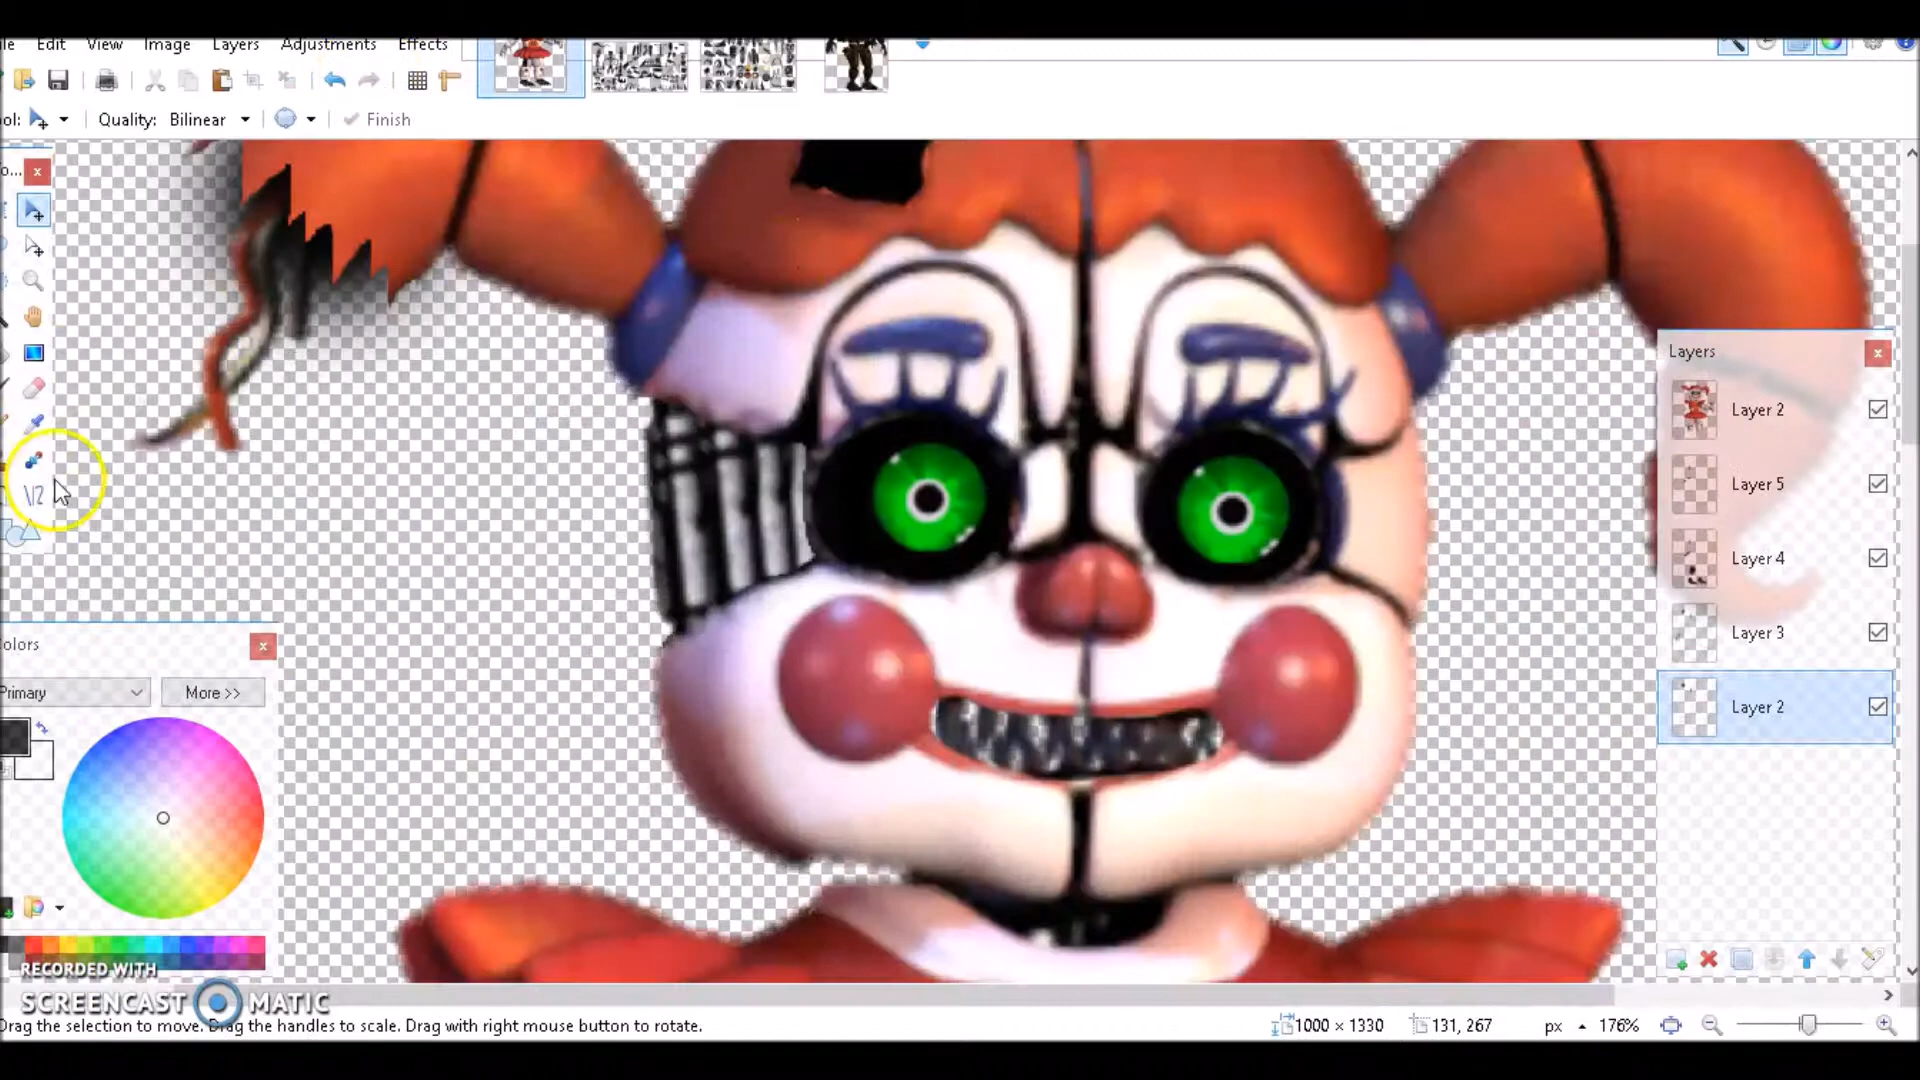 le Edit View Image Layers Adjustments Effects
ol: Quality: Bilinear Finish
o...
Layers
Layer 2
Layer 5
Layer 4
Layer 3
Layer 2
olors
Primary More >>
RECORDED WITH
SCREENCAST MATIC
Drag the selection to move. Drag the handles to scale. Drag with right mouse button to rotate. 1000 × 1330 131, 267 px 176%